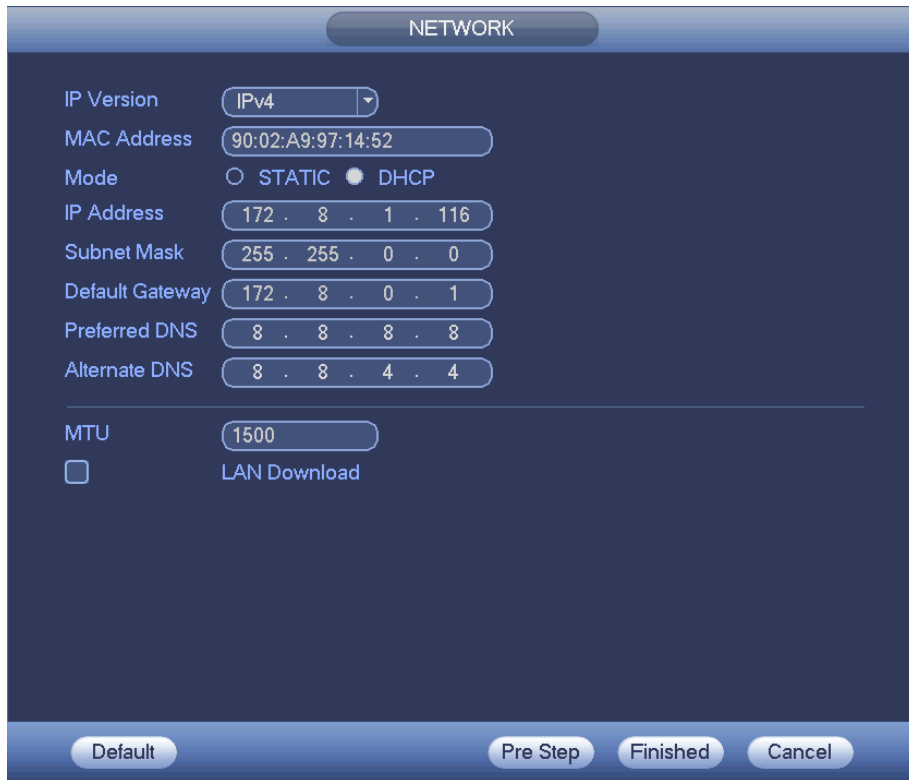 NETWORK
IP Version IPv4
MAC Address 90:02:A9:97:14:52
Mode STATIC DHCP
IP Address 172 . 8 . 1 . 116
Subnet Mask 255 . 255 . 0 . 0
Default Gateway 172 . 8 . 0 . 1
Preferred DNS 8 . 8 . 8 . 8
Alternate DNS 8 . 8 . 4 . 4
MTU 1500
LAN Download
Default Pre Step Finished Cancel